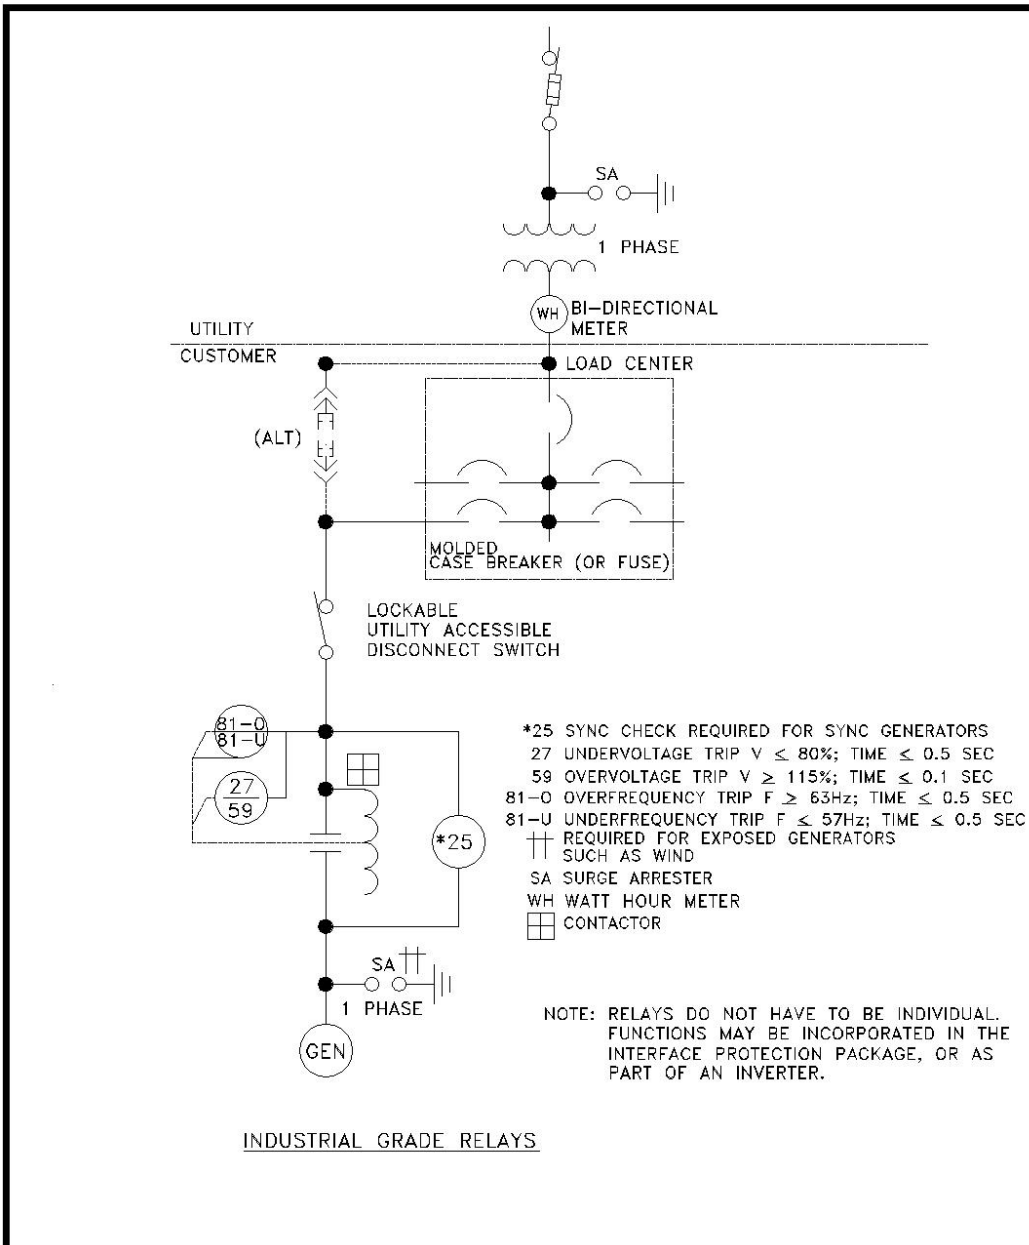 SA
1 PHASE
WH
BI-DIRECTIONAL
METER
UTILITY
CUSTOMER
LOAD CENTER
(ALT)
MOLDED
CASE BREAKER (OR FUSE)
LOCKABLE
UTILITY ACCESSIBLE
DISCONNECT SWITCH
81-O
81-U
27
59
*25
*25 SYNC CHECK REQUIRED FOR SYNC GENERATORS
27 UNDERVOLTAGE TRIP V ≤ 80%; TIME ≤ 0.5 SEC
59 OVERVOLTAGE TRIP V ≥ 115%; TIME ≤ 0.1 SEC
81-O OVERFREQUENCY TRIP F ≥ 63Hz; TIME ≤ 0.5 SEC
81-U UNDERFREQUENCY TRIP F ≤ 57Hz; TIME ≤ 0.5 SEC
REQUIRED FOR EXPOSED GENERATORS
SUCH AS WIND
SA SURGE ARRESTER
WH WATT HOUR METER
CONTACTOR
SA
1 PHASE
GEN
NOTE: RELAYS DO NOT HAVE TO BE INDIVIDUAL.
FUNCTIONS MAY BE INCORPORATED IN THE
INTERFACE PROTECTION PACKAGE, OR AS
PART OF AN INVERTER.
INDUSTRIAL GRADE RELAYS